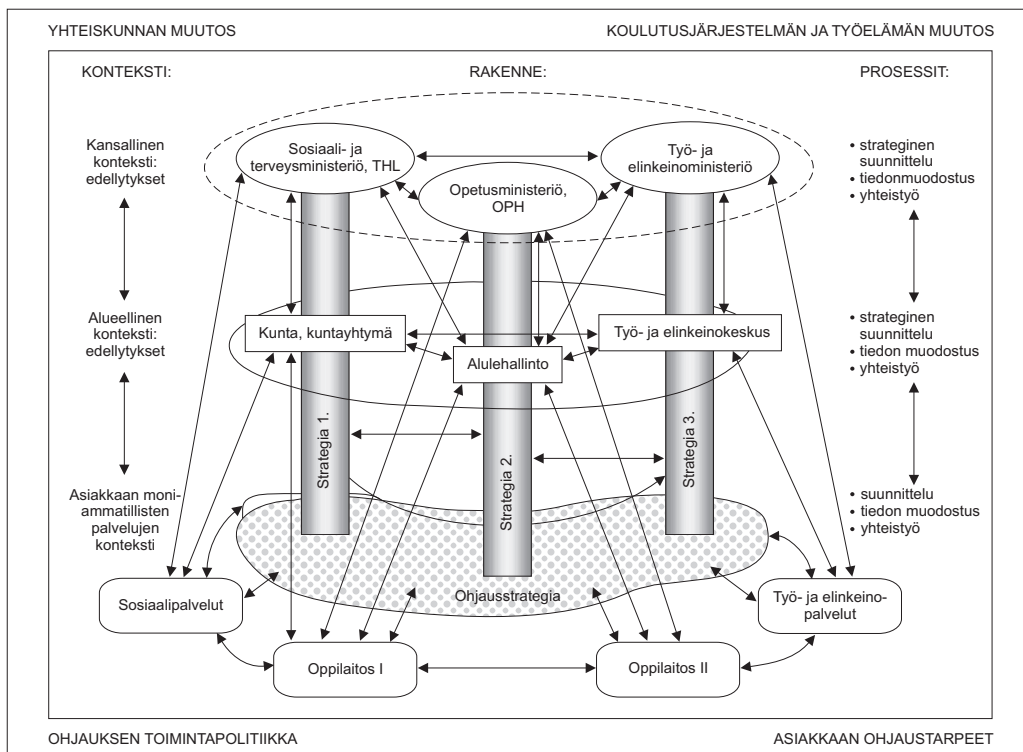 YHTEISKUNNAN MUUTOS
KOULUTUSJÄRJESTELMÄN JA TYÖELÄMÄN MUUTOS
KONTEKSTI:
RAKENNE:
PROSESSIT:
Kansallinen
konteksti:
edellytykset
Sosiaali- ja
terveysministeriö, THL
Opetusministeriö,
OPH
Työ- ja
elinkeinoministeriö
• strateginen
suunnittelu
• tiedonmuodostus
• yhteistyö
Alueellinen
konteksti:
edellytykset
Kunta, kuntayhtymä
Alulehallinto
Työ- ja elinkeinokeskus
• strateginen
suunnittelu
• tiedon muodostus
• yhteistyö
Strategia 1.
Strategia 2.
Strategia 3.
Asiakkaan moni-
ammatillisten
palvelujen
konteksti
• suunnittelu
• tiedon muodostus
• yhteistyö
Ohjausstrategia
Sosiaalipalvelut
Työ- ja elinkeino-
palvelut
Oppilaitos I
Oppilaitos II
OHJAUKSEN TOIMINTAPOLITIIKKA
ASIAKKAAN OHJAUSTARPEET